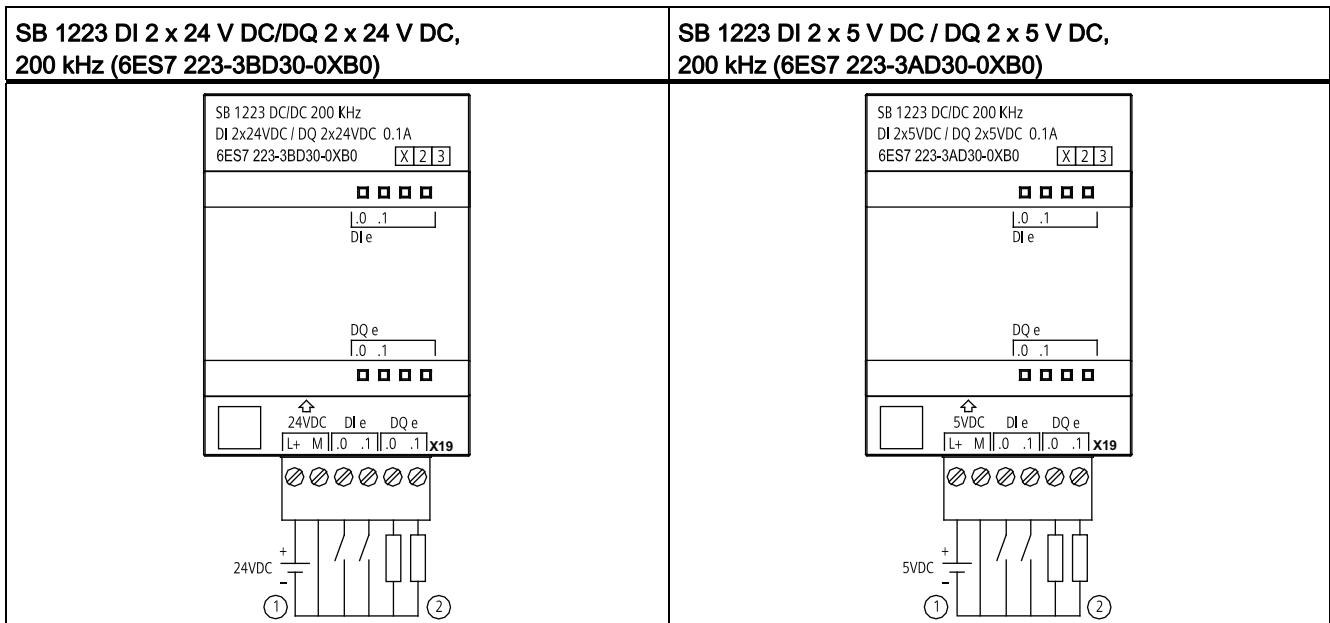 SB 1223 DI 2 x 24 V DC/DQ 2 x 24 V DC,
200 kHz (6ES7 223-3BD30-0XB0)
SB 1223 DI 2 x 5 V DC / DQ 2 x 5 V DC,
200 kHz (6ES7 223-3AD30-0XB0)
SB 1223 DC/DC 200 KHz
DI 2x24VDC / DQ 2x24VDC 0.1A
6ES7 223-3BD30-0XB0 X 2 3
.0 .1
DI e
DQ e
.0 .1
24VDC DI e DQ e
L+ M .0 .1 .0 .1 X19
+
24VDC
-
1 2
SB 1223 DC/DC 200 KHz
DI 2x5VDC / DQ 2x5VDC 0.1A
6ES7 223-3AD30-0XB0 X 2 3
.0 .1
DI e
DQ e
.0 .1
5VDC DI e DQ e
L+ M .0 .1 .0 .1 X19
+
5VDC
-
1 2